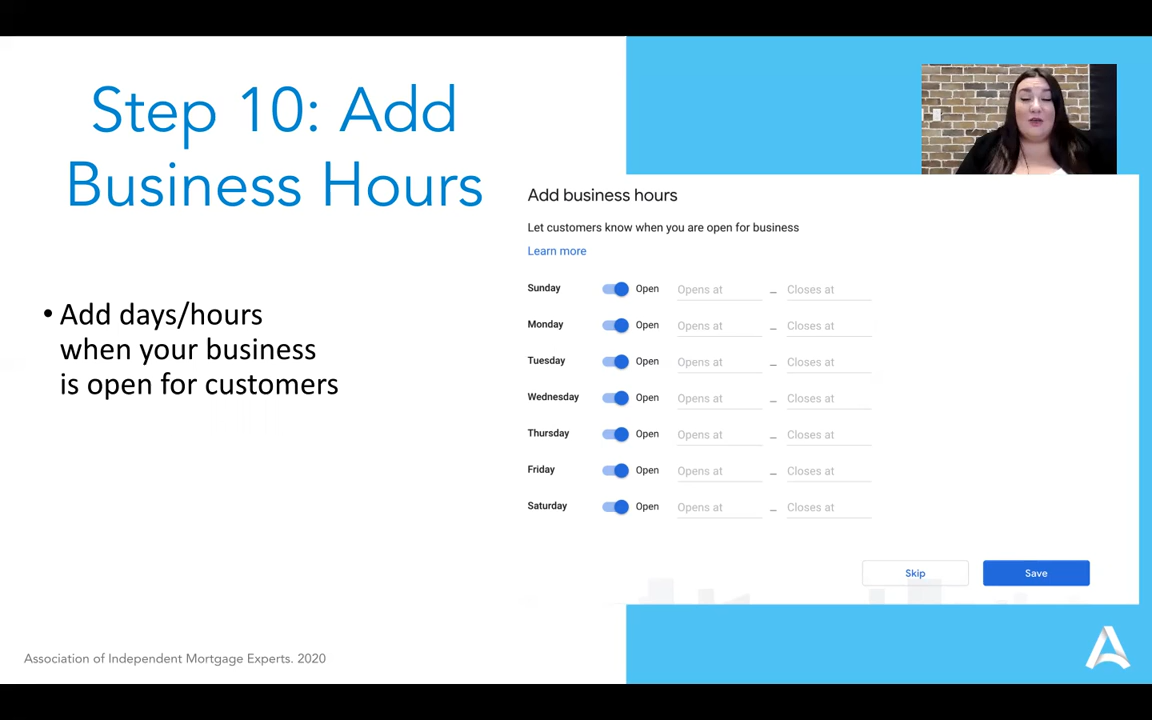 Step 10: Add
Business Hours
• Add days/hours
when your business
is open for customers
Add business hours
Let customers know when you are open for business
Learn more
Sunday Open Opens at – Closes at
Monday Open Opens at – Closes at
Tuesday Open Opens at – Closes at
Wednesday Open Opens at – Closes at
Thursday Open Opens at – Closes at
Friday Open Opens at – Closes at
Saturday Open Opens at – Closes at
Skip Save
Association of Independent Mortgage Experts. 2020